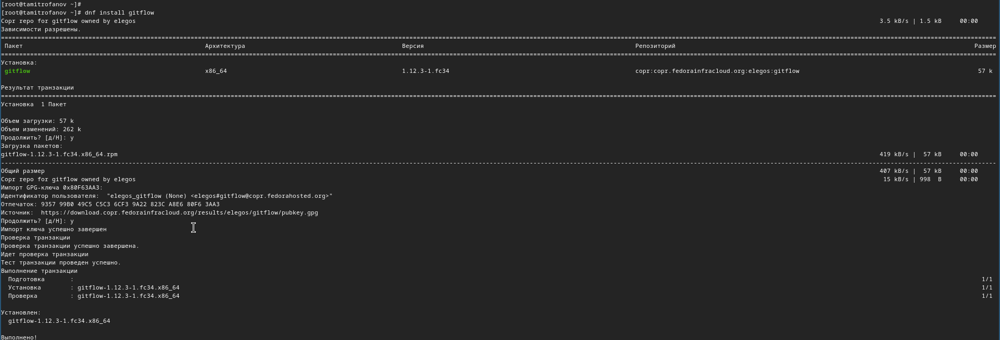 [root@tamitrofanov ~]#
[root@tamitrofanov ~]# dnf install gitflow
Copr repo for gitflow owned by elegos 3.5 kB/s | 1.5 kB 00:00
Зависимости разрешены.
================================================================================
Пакет Архитектура Версия Репозиторий Размер
================================================================================
Установка:
gitflow x86_64 1.12.3-1.fc34 copr:copr.fedorainfracloud.org:elegos:gitflow 57 k
Результат транзакции
================================================================================
Установка 1 Пакет
Объем загрузки: 57 k
Объем изменений: 262 k
Продолжить? [д/Н]: y
Загрузка пакетов:
gitflow-1.12.3-1.fc34.x86_64.rpm 419 kB/s | 57 kB 00:00
--------------------------------------------------------------------------------
Общий размер 407 kB/s | 57 kB 00:00
Copr repo for gitflow owned by elegos 15 kB/s | 998 B 00:00
Импорт GPG-ключа 0x80F63AA3:
Идентификатор пользователя: "elegos_gitflow (None) <elegos#gitflow@copr.fedorahosted.org>"
Отпечаток: 9357 99B0 49C5 C5C3 6CF3 9A22 823C A8E6 80F6 3AA3
Источник: https://download.copr.fedorainfracloud.org/results/elegos/gitflow/pubkey.gpg
Продолжить? [д/Н]: y
Импорт ключа успешно завершен
Проверка транзакции
Проверка транзакции успешно завершена.
Идет проверка транзакции
Тест транзакции проведен успешно.
Выполнение транзакции
Подготовка : 1/1
Установка : gitflow-1.12.3-1.fc34.x86_64 1/1
Проверка : gitflow-1.12.3-1.fc34.x86_64 1/1
Установлен:
gitflow-1.12.3-1.fc34.x86_64
Выполнено!